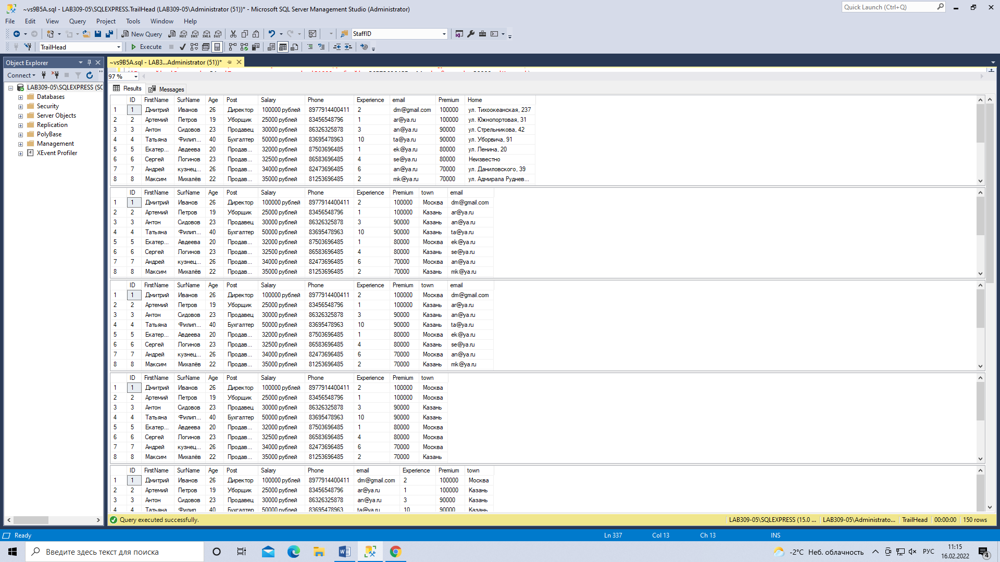 ~vs9B5A.sql - LAB309-05\SQLEXPRESS.TrailHead (LAB309-05\Administrator (51))* - Microsoft SQL Server Management Studio (Administrator)
Quick Launch (Ctrl+Q)
File Edit View Query Project Tools Window Help
New Query MDX DMX XMLA DAX StaffID
TrailHead Execute
Object Explorer
~vs9B5A.sql - LAB3...Administrator (51))*
Connect
97 %
LAB309-05\SQLEXPRESS (SQ
Databases
Security
Server Objects
Replication
PolyBase
Management
XEvent Profiler
Results Messages
ID FirstName SurName Age Post Salary Phone Experience email Premium Home
1 1 Дмитрий Иванов 26 Директор 100000 рублей 8977914400411 2 dm@gmail.com 100000 ул. Тихоокеанская, 237
2 2 Артемий Петров 19 Уборщик 25000 рублей 83456548796 1 ar@ya.ru 100000 ул. Южнопортовая, 31
3 3 Антон Сидовов 23 Продавец 30000 рублей 86326325878 3 an@ya.ru 90000 ул. Стрельникова, 42
4 4 Татьяна Филип... 40 Бухгалтер 50000 рублей 83695478963 10 ta@ya.ru 90000 ул. Уборвича, 91
5 5 Екатер... Авдеева 20 Продав... 32000 рублей 87503696485 1 ek@ya.ru 80000 ул. Ленина, 20
6 6 Сергей Логинов 23 Продав... 32500 рублей 86583696485 4 se@ya.ru 80000 Неизвестно
7 7 Андрей кузнец... 26 Продав... 34000 рублей 82473696485 6 an@ya.ru 70000 ул. Даниловского, 39
8 8 Максим Михалёв 22 Продав... 35000 рублей 81253696485 2 mk@ya.ru 70000 ул. Адмирала Руднев...
ID FirstName SurName Age Post Salary Phone Experience Premium town email
1 1 Дмитрий Иванов 26 Директор 100000 рублей 8977914400411 2 100000 Москва dm@gmail.com
2 2 Артемий Петров 19 Уборщик 25000 рублей 83456548796 1 100000 Казань ar@ya.ru
3 3 Антон Сидовов 23 Продавец 30000 рублей 86326325878 3 90000 Казань an@ya.ru
4 4 Татьяна Филип... 40 Бухгалтер 50000 рублей 83695478963 10 90000 Казань ta@ya.ru
5 5 Екатер... Авдеева 20 Продав... 32000 рублей 87503696485 1 80000 Москва ek@ya.ru
6 6 Сергей Логинов 23 Продав... 32500 рублей 86583696485 4 80000 Казань se@ya.ru
7 7 Андрей кузнец... 26 Продав... 34000 рублей 82473696485 6 70000 Москва an@ya.ru
8 8 Максим Михалёв 22 Продав... 35000 рублей 81253696485 2 70000 Казань mk@ya.ru
ID FirstName SurName Age Post Salary Phone Experience Premium town email
1 1 Дмитрий Иванов 26 Директор 100000 рублей 8977914400411 2 100000 Москва dm@gmail.com
2 2 Артемий Петров 19 Уборщик 25000 рублей 83456548796 1 100000 Казань ar@ya.ru
3 3 Антон Сидовов 23 Продавец 30000 рублей 86326325878 3 90000 Казань an@ya.ru
4 4 Татьяна Филип... 40 Бухгалтер 50000 рублей 83695478963 10 90000 Казань ta@ya.ru
5 5 Екатер... Авдеева 20 Продав... 32000 рублей 87503696485 1 80000 Москва ek@ya.ru
6 6 Сергей Логинов 23 Продав... 32500 рублей 86583696485 4 80000 Казань se@ya.ru
7 7 Андрей кузнец... 26 Продав... 34000 рублей 82473696485 6 70000 Москва an@ya.ru
8 8 Максим Михалёв 22 Продав... 35000 рублей 81253696485 2 70000 Казань mk@ya.ru
ID FirstName SurName Age Post Salary Phone Experience Premium town
1 1 Дмитрий Иванов 26 Директор 100000 рублей 8977914400411 2 100000 Москва
2 2 Артемий Петров 19 Уборщик 25000 рублей 83456548796 1 100000 Москва
3 3 Антон Сидовов 23 Продавец 30000 рублей 86326325878 3 90000 Казань
4 4 Татьяна Филип... 40 Бухгалтер 50000 рублей 83695478963 10 90000 Казань
5 5 Екатер... Авдеева 20 Продав... 32000 рублей 87503696485 1 80000 Москва
6 6 Сергей Логинов 23 Продав... 32500 рублей 86583696485 4 80000 Москва
7 7 Андрей кузнец... 26 Продав... 34000 рублей 82473696485 6 70000 Москва
8 8 Максим Михалёв 22 Продав... 35000 рублей 81253696485 2 70000 Казань
ID FirstName SurName Age Post Salary Phone email Experience Premium town
1 1 Дмитрий Иванов 26 Директор 100000 рублей 8977914400411 dm@gmail.com 2 100000 Москва
2 2 Артемий Петров 19 Уборщик 25000 рублей 83456548796 ar@ya.ru 1 100000 Казань
3 3 Антон Сидовов 23 Продавец 30000 рублей 86326325878 an@ya.ru 3 90000 Казань
4 4 Татьяна Филип 40 Бухгалтер 50000 рублей 83695478963 ta@ya.ru 10 90000 Казань
Query executed successfully. LAB309-05\SQLEXPRESS (15.0 ... LAB309-05\Administrato... TrailHead 00:00:00 150 rows
Ready Ln 337 Col 13 Ch 13 INS
Введите здесь текст для поиска
-2°C Неб. облачность РУС 11:15
16.02.2022
4